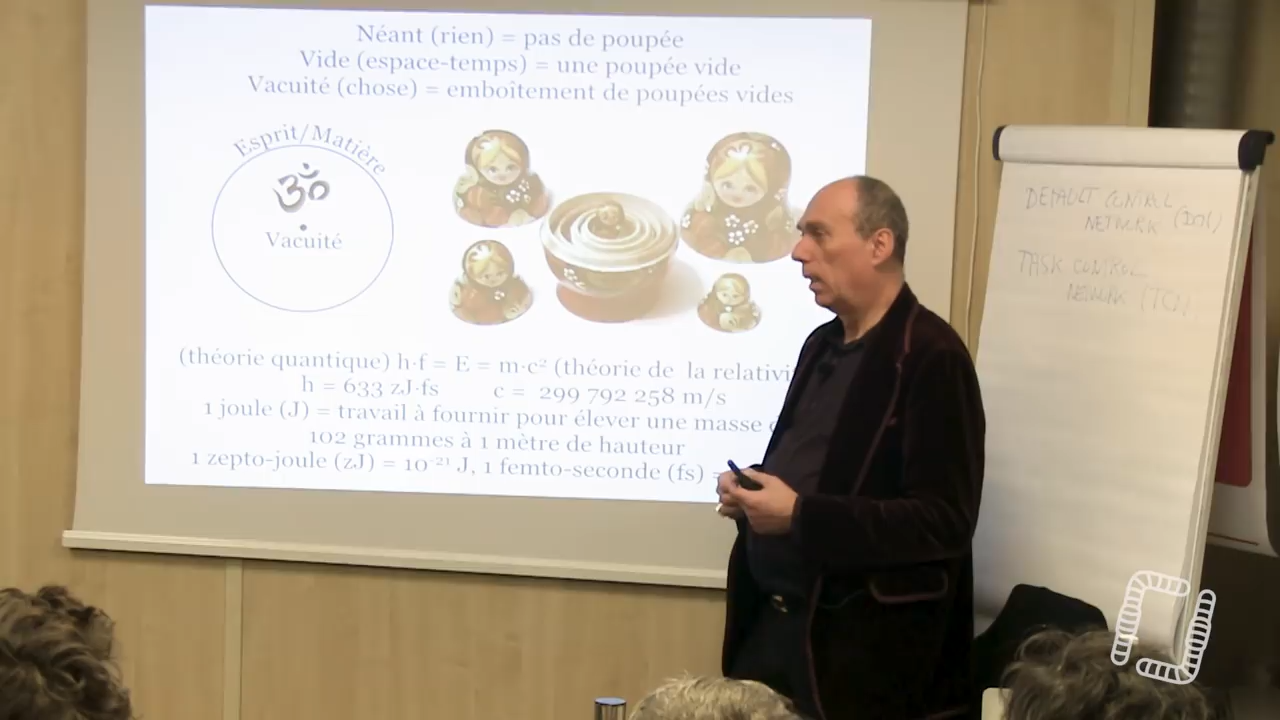 Néant (rien) = pas de poupée
Vide (espace-temps) = une poupée vide
Vacuité (chose) = emboîtement de poupées vides
Esprit/Matière
ॐ
Vacuité
(théorie quantique) h·f = E = m·c² (théorie de la relativi
h = 633 zJ·fs c = 299 792 258 m/s
1 joule (J) = travail à fournir pour élever une masse
102 grammes à 1 mètre de hauteur
1 zepto-joule (zJ) = 10⁻²¹ J, 1 femto-seconde (fs) =
DEFAULT CONTROL
NETWORK
TASK CONTROL
NETWORK (TCN)